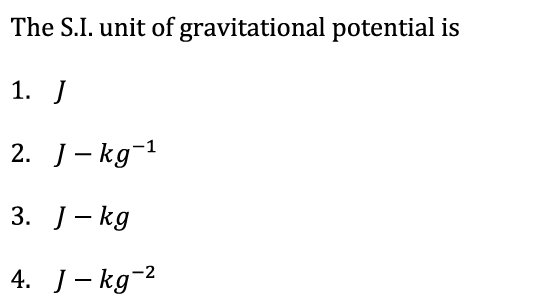 The S.I. unit of gravitational potential is
1. J
2. J − kg⁻¹
3. J − kg
4. J − kg⁻²